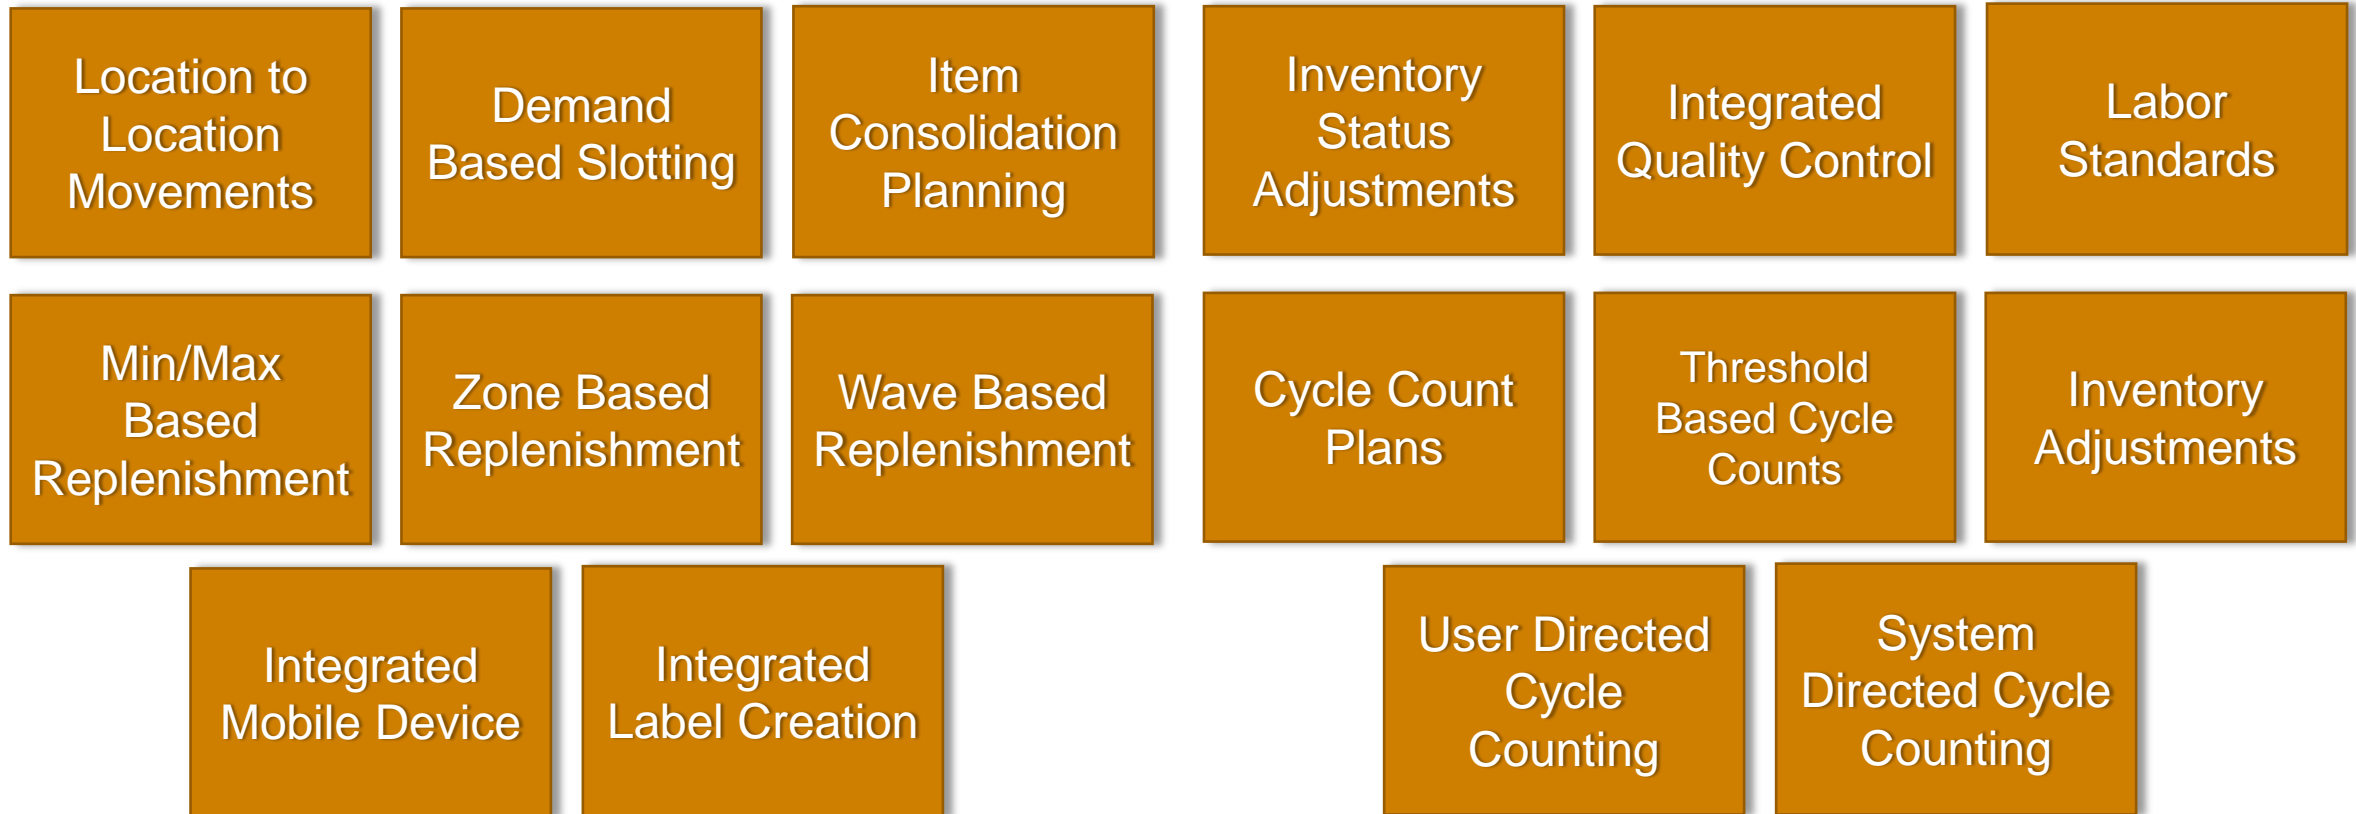 Location to
Location
Movements
Demand
Based Slotting
Item
Consolidation
Planning
Inventory
Status
Adjustments
Integrated
Quality Control
Labor
Standards
Min/Max
Based
Replenishment
Zone Based
Replenishment
Wave Based
Replenishment
Cycle Count
Plans
Threshold
Based Cycle
Counts
Inventory
Adjustments
Integrated
Mobile Device
Integrated
Label Creation
User Directed
Cycle
Counting
System
Directed Cycle
Counting